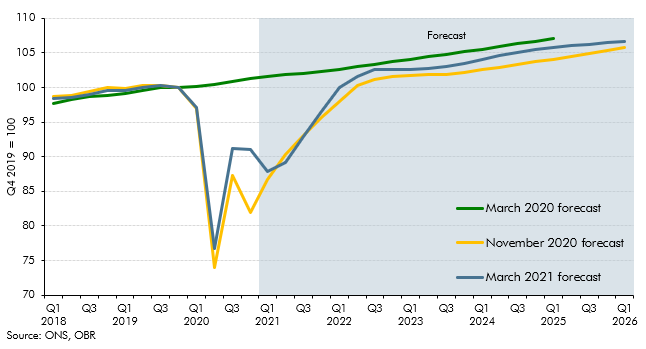 110
Forecast
105
100
95
90
85
80
75
70
Q4 2019 = 100
March 2020 forecast
November 2020 forecast
March 2021 forecast
Q1 Q3 Q1 Q3 Q1 Q3 Q1 Q3 Q1 Q3 Q1 Q3 Q1 Q3 Q1 Q3 Q1
2018 2019 2020 2021 2022 2023 2024 2025 2026
Source: ONS, OBR